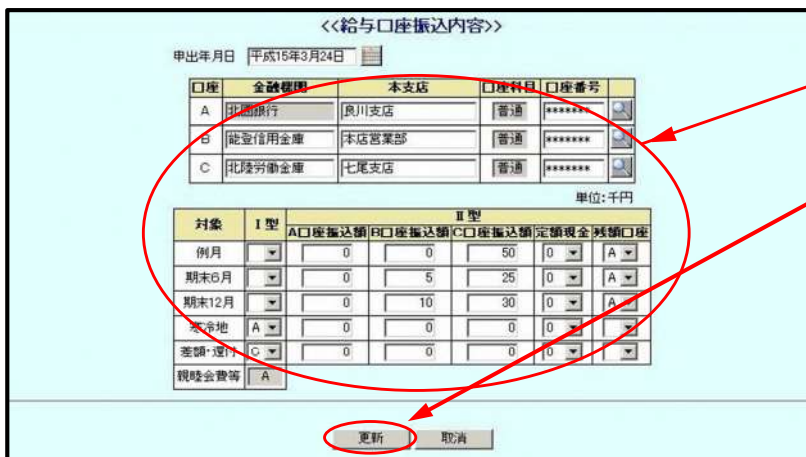 <<給与口座振込内容>>
申出年月日 平成15年3月24日
口座 金融機関 本支店 口座科目 口座番号
A 北國銀行 良川支店 普通 *******
B 能登信用金庫 本店営業部 普通 *******
C 北陸労働金庫 七尾支店 普通 *******
単位:千円
対象 Ⅰ型 Ⅱ型
A口座振込額 B口座振込額 C口座振込額 定額現金 残額口座
例月 0 0 50 0 A
期末6月 0 5 25 0 A
期末12月 0 10 30 0 A
寒冷地 A 0 0 0 0
差額・還付 C 0 0 0 0
親睦会費等 A
更新 取消